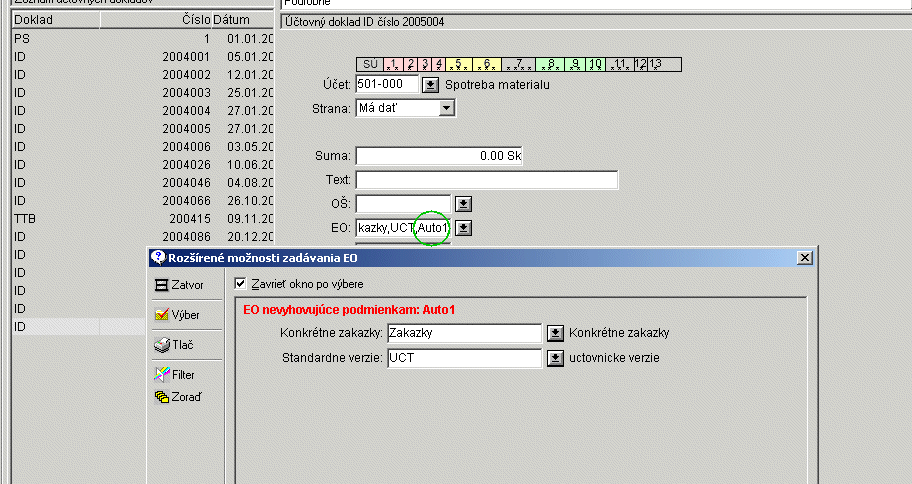 Zoznam účtovných dokladov
Doklad Číslo Dátum
PS 1 01.01.20
ID 2004001 05.01.20
ID 2004002 12.01.20
ID 2004003 25.01.20
ID 2004004 27.01.20
ID 2004005 27.01.20
ID 2004006 03.05.20
ID 2004026 10.06.20
ID 2004046 04.08.20
ID 2004066 26.10.20
TTB 200415 09.11.20
ID 2004086 20.12.20
ID
ID
ID
ID
ID
Podrobne
Účtovný doklad ID číslo 2005004
SÚ 1 2 3 4 5 6 7 8 9 10 11 12 13
Účet: 501-000 Spotreba materialu
Strana: Má dať
Suma: 0.00 Sk
Text:
OŠ:
EO: kazky,UCT,Auto1
Rozšírené možnosti zadávania EO
Zatvor
Výber
Tlač
Filter
Zoraď
Zavrieť okno po výbere
EO nevyhovujúce podmienkam: Auto1
Konkrétne zakazky: Zakazky Konkrétne zakazky
Standardne verzie: UCT uctovnicke verzie